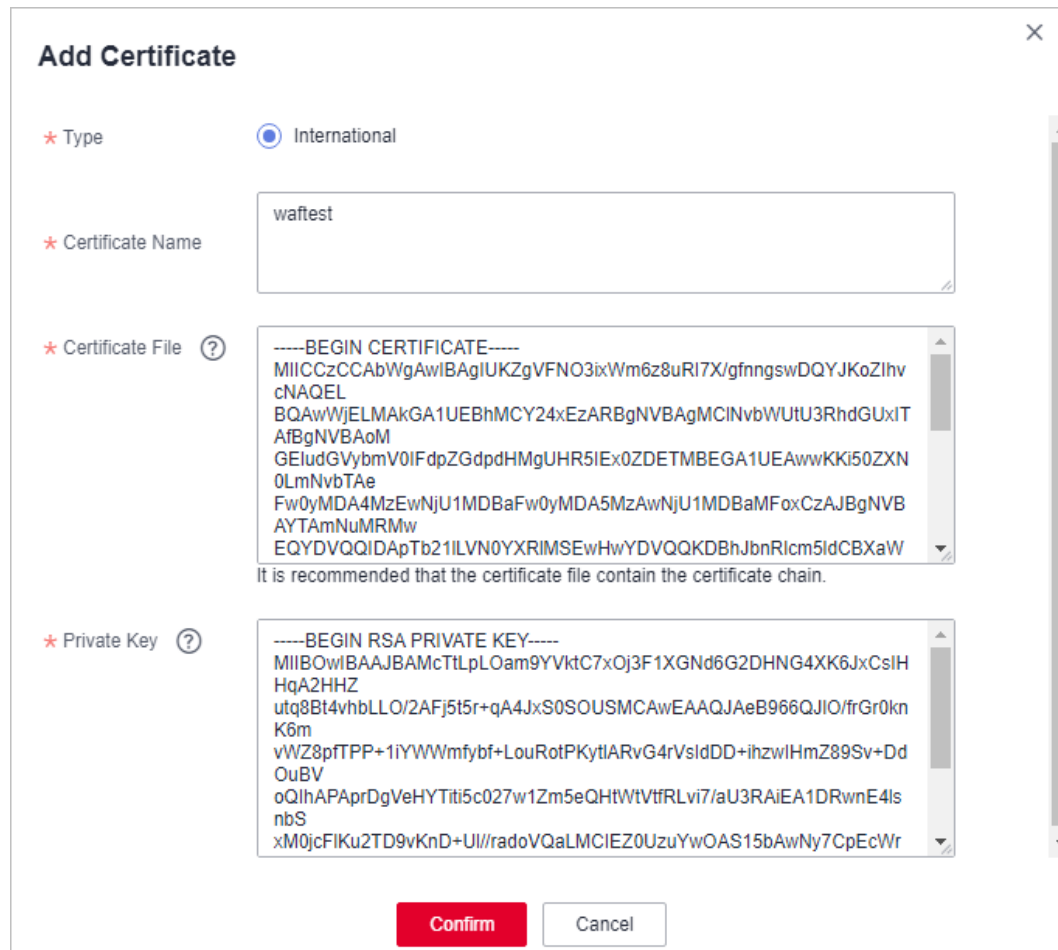 Add Certificate
* Type
International
* Certificate Name
waftest
* Certificate File ?
-----BEGIN CERTIFICATE-----
MIICCzCCAbWgAwIBAgIUKZgVFNO3ixWm6z8uRI7X/gfnngswDQYJKoZIhv
cNAQEL
BQAwWjELMAkGA1UEBhMCY24xEzARBgNVBAgMClNvbWUtU3RhdGUxIT
AfBgNVBAoM
GEludGVybmV0IFdpZGdpdHMgUHR5IEx0ZDETMBEGA1UEAwwKKi50ZXN
0LmNvbTAe
Fw0yMDA4MzEwNjU1MDBaFw0yMDA5MzAwNjU1MDBaMFoxCzAJBgNVB
AYTAmNuMRMw
EQYDVQQIDApTb21lLVN0YXRlMSEwHwYDVQQKDBhJbnRlcm5ldCBXaW
It is recommended that the certificate file contain the certificate chain.
* Private Key ?
-----BEGIN RSA PRIVATE KEY-----
MIIBOwIBAAJBAMcTtLpLOam9YVktC7xOj3F1XGNd6G2DHNG4XK6JxCsIH
HqA2HHZ
utq8Bt4vhbLLO/2AFj5t5r+qA4JxS0SOUSMCAwEAAQJAeB966QJIO/frGr0kn
K6m
vWZ8pfTPP+1iYWWmfybf+LouRotPKytlARvG4rVsIdDD+ihzwIHmZ89Sv+Dd
OuBV
oQIhAPAprDgVeHYTiti5c027w1Zm5eQHtWtVtfRLvi7/aU3RAiEA1DRwnE4ls
nbS
xM0jcFlKu2TD9vKnD+Ul//radoVQaLMCIEZ0UzuYwOAS15bAwNy7CpEcWr
Confirm
Cancel